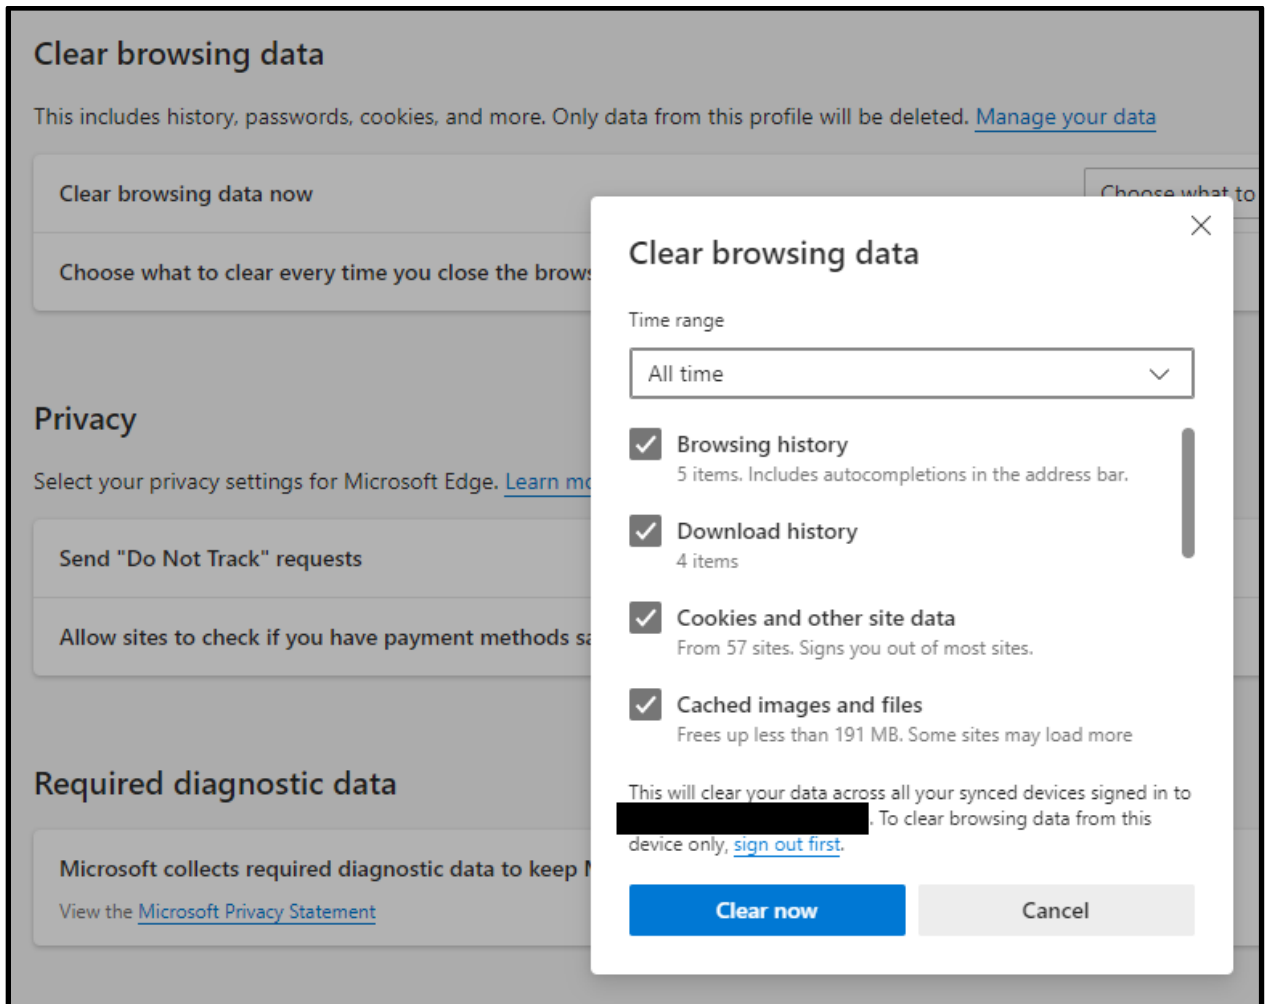 Clear browsing data
This includes history, passwords, cookies, and more. Only data from this profile will be deleted. Manage your data
Clear browsing data now
Choose what to
Choose what to clear every time you close the brows
Privacy
Select your privacy settings for Microsoft Edge. Learn mo
Send "Do Not Track" requests
Allow sites to check if you have payment methods sa
Required diagnostic data
Microsoft collects required diagnostic data to keep
View the Microsoft Privacy Statement
Clear browsing data
Time range
All time
Browsing history
5 items. Includes autocompletions in the address bar.
Download history
4 items
Cookies and other site data
From 57 sites. Signs you out of most sites.
Cached images and files
Frees up less than 191 MB. Some sites may load more
This will clear your data across all your synced devices signed in to
. To clear browsing data from this
device only, sign out first.
Clear now
Cancel